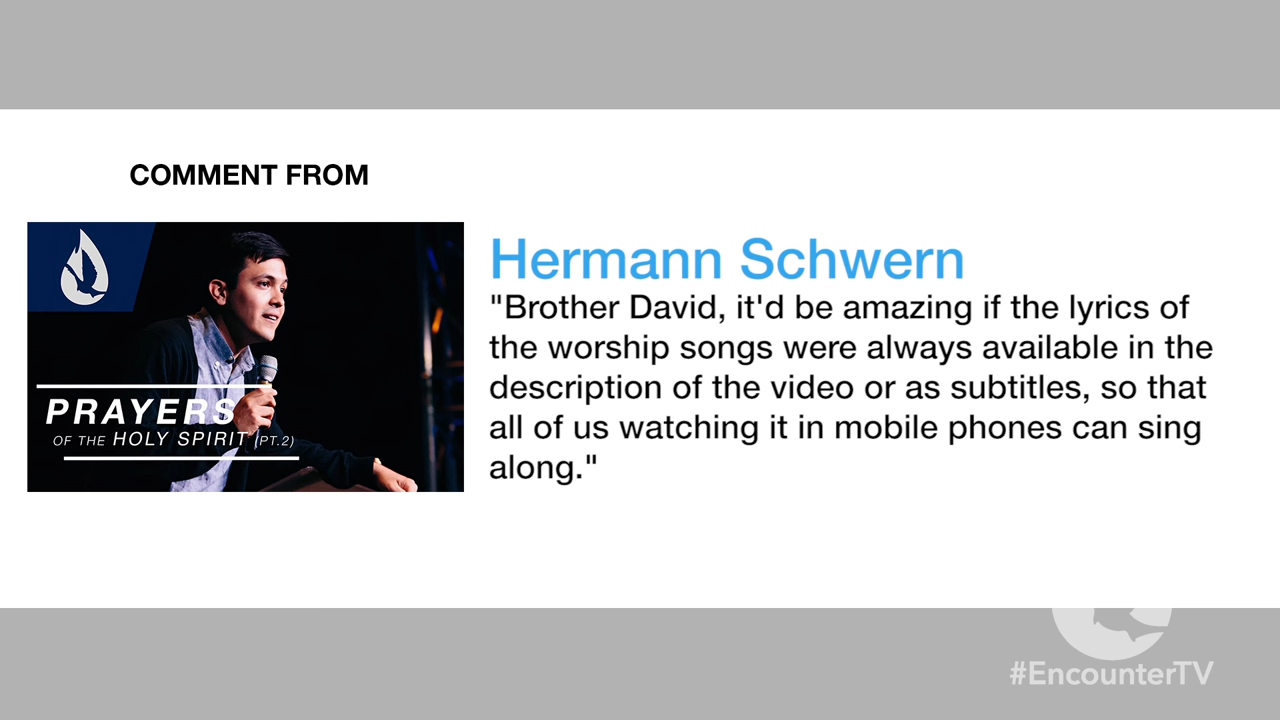 COMMENT FROM
PRAYERS
OF THE HOLY SPIRIT (PT.2)
Hermann Schwern
"Brother David, it'd be amazing if the lyrics of
the worship songs were always available in the
description of the video or as subtitles, so that
all of us watching it in mobile phones can sing
along."
#EncounterTV